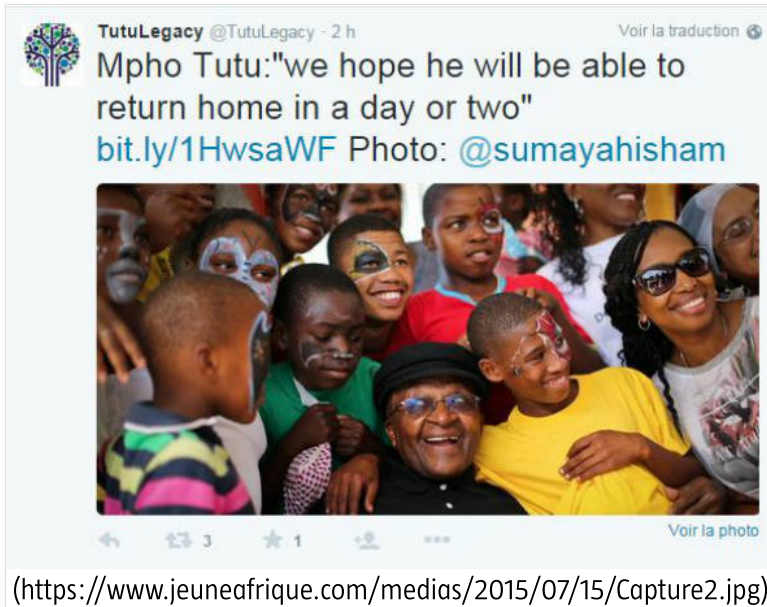 TutuLegacy @TutuLegacy · 2 h Voir la traduction
Mpho Tutu:"we hope he will be able to
return home in a day or two"
bit.ly/1HwsaWF Photo: @sumayahisham
3 1
Voir la photo
(https://www.jeuneafrique.com/medias/2015/07/15/Capture2.jpg)